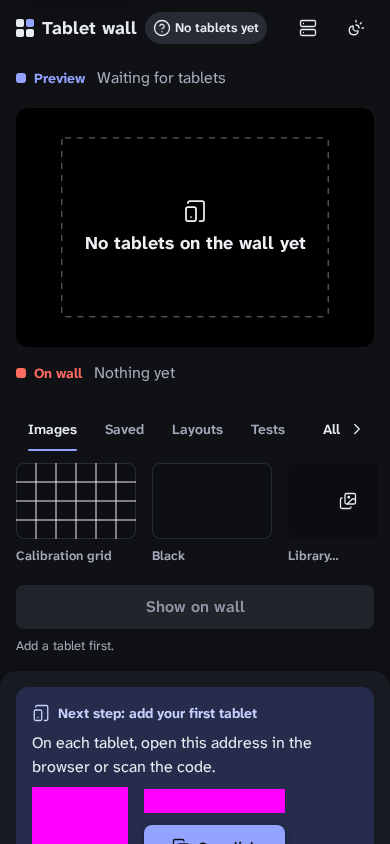 Tablet wall
No tablets yet
Preview Waiting for tablets
No tablets on the wall yet
On wall Nothing yet
Images Saved Layouts Tests All
Calibration grid Black Library...
Show on wall
Add a tablet first.
Next step: add your first tablet
On each tablet, open this address in the
browser or scan the code.